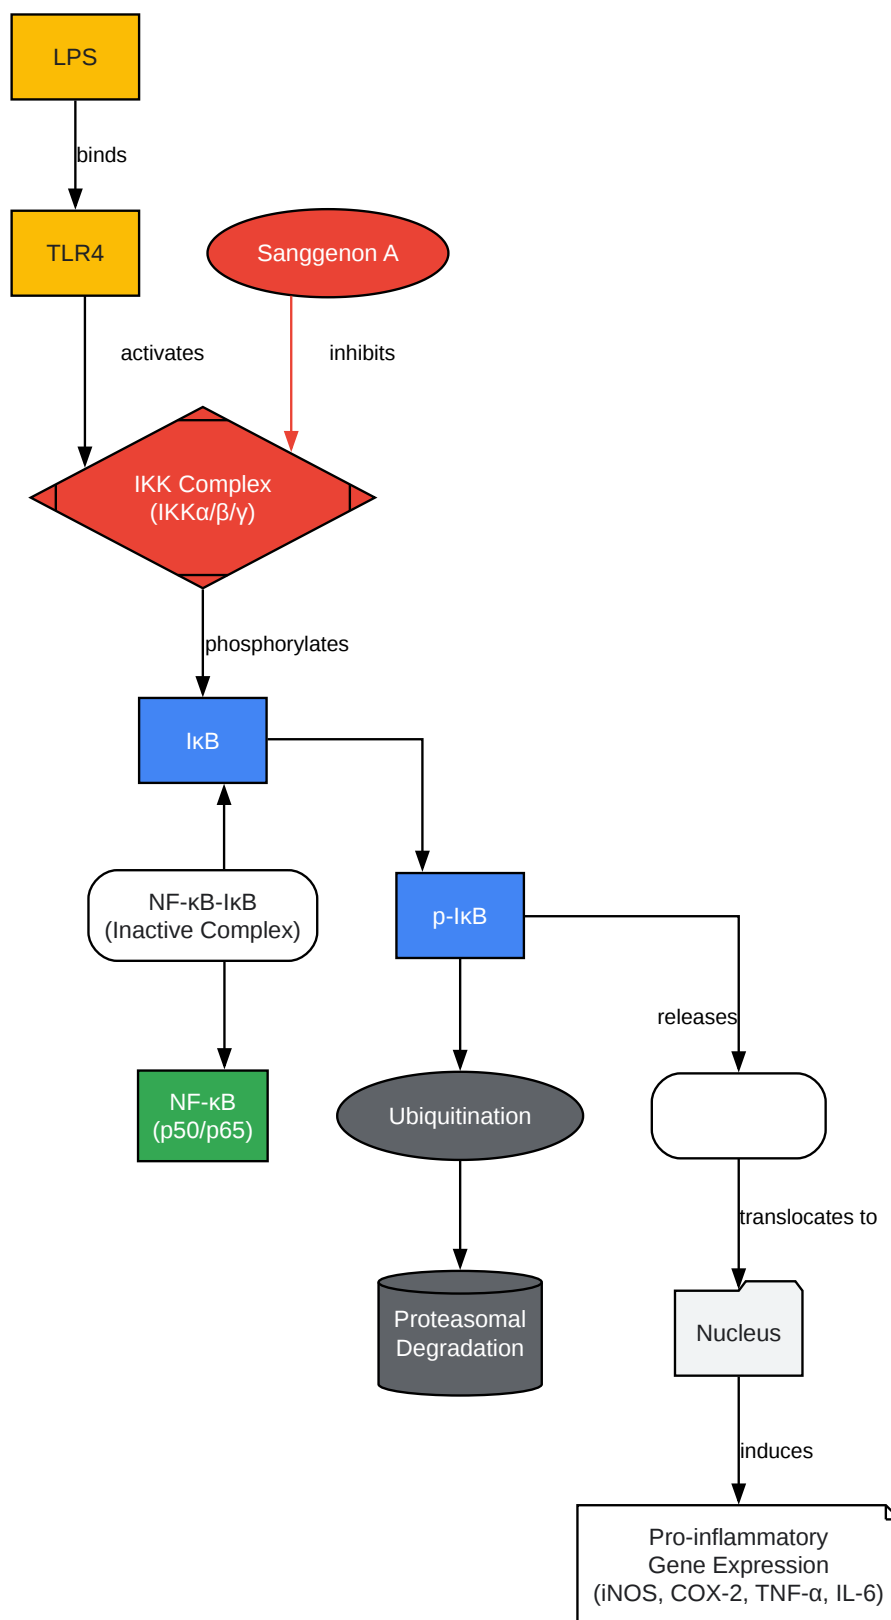 LPS
binds
TLR4
Sanggenon A
activates
inhibits
IKK Complex
(IKKα/β/γ)
phosphorylates
IκB
NF-κB-IκB
(Inactive Complex)
p-IκB
releases
NF-κB
(p50/p65)
Ubiquitination
translocates to
Proteasomal
Degradation
Nucleus
induces
Pro-inflammatory
Gene Expression
(iNOS, COX-2, TNF-α, IL-6)